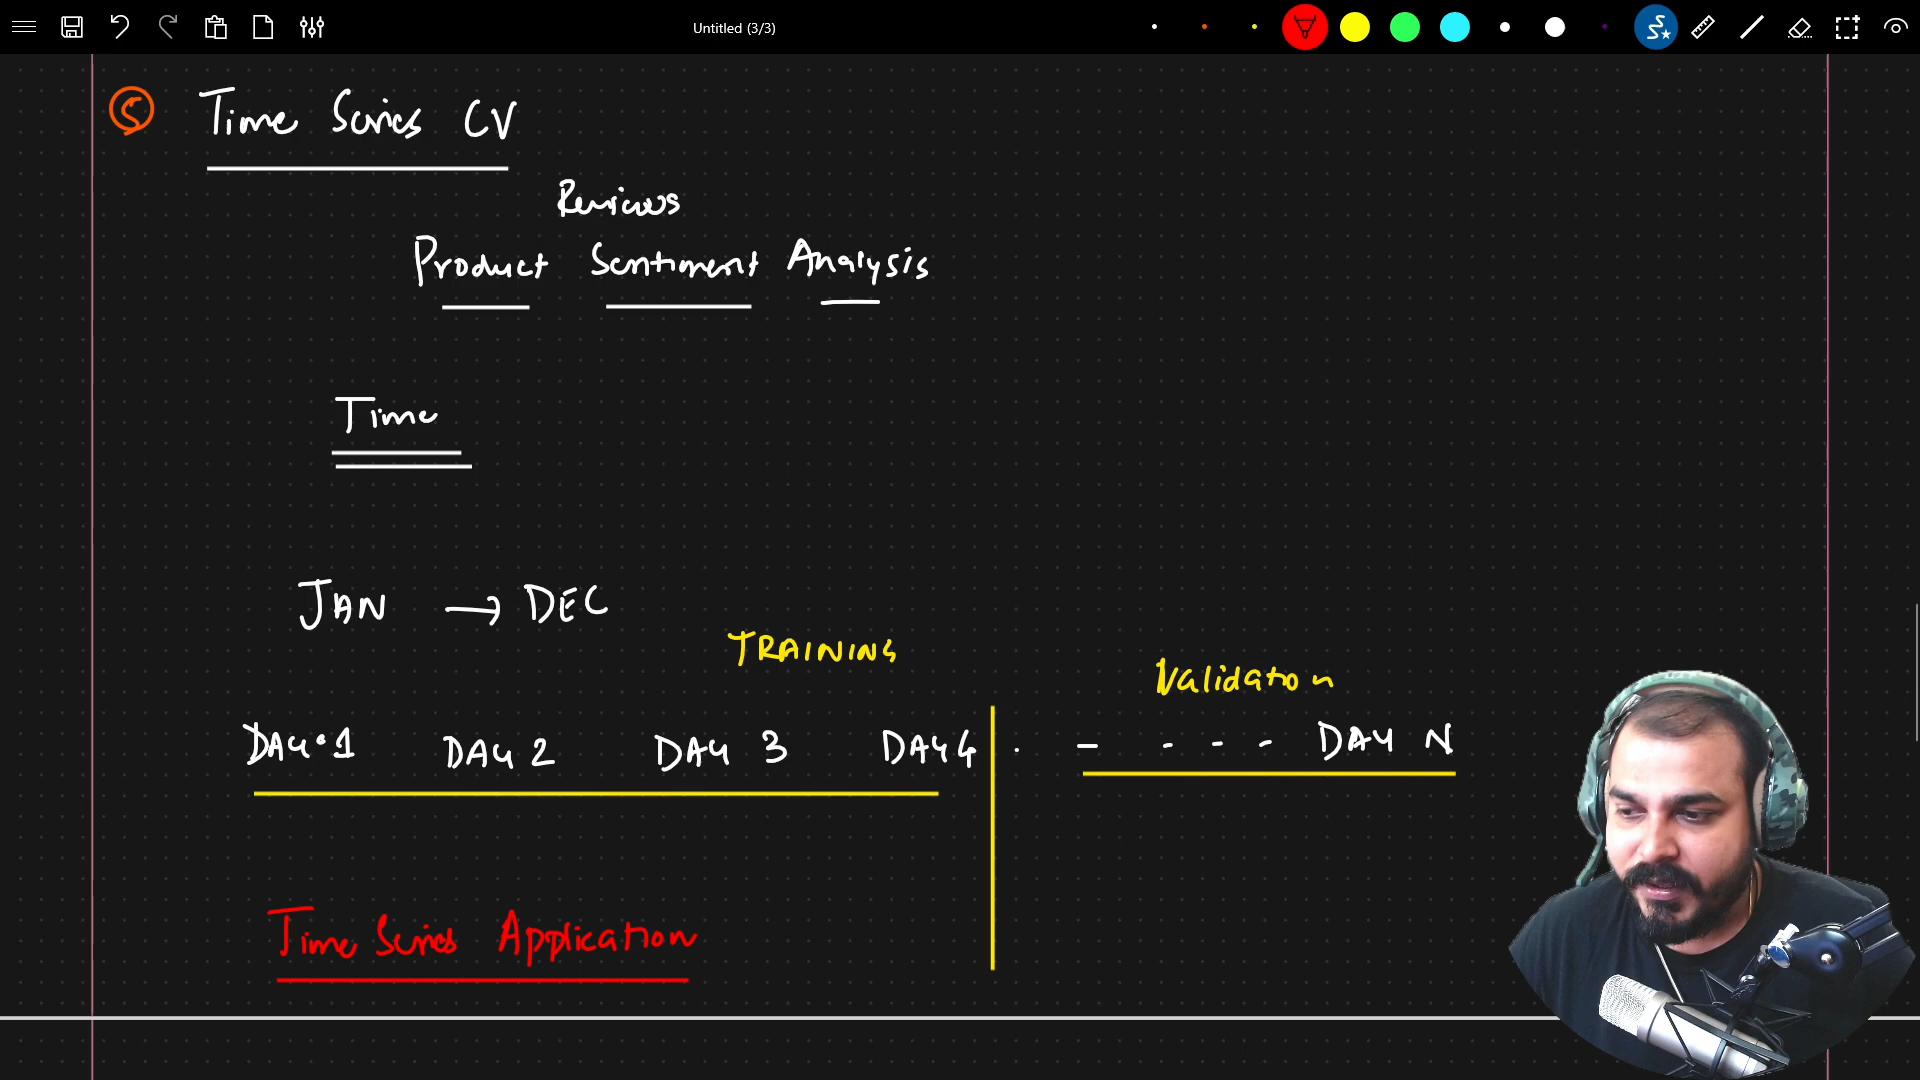 Untitled (3/3)
5 Time Series CV
Reviews
Product Sentiment Analysis
Time
JAN → DEC
TRAINING
Validation
DAY 1 DAY 2 DAY 3 DAY 4 . - - - - DAY N
Time Series Application